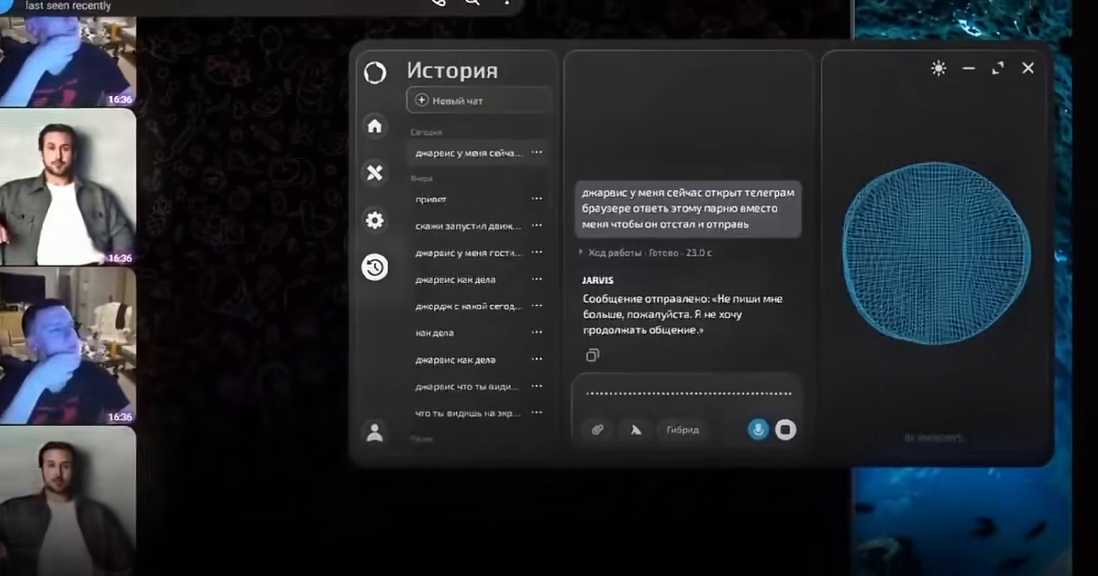 last seen recently
16:36
16:36
16:36
История
Новый чат
Сегодня
джарвис у меня сейча...
Вчера
привет
скажи запустил движ...
джарвис у меня гости...
джарвис как дела
джордж с какой сегод...
как дела
джарвис как дела
джарвис что ты види...
что ты видишь на экр...
джарвис у меня сейчас открыт телеграм
браузере ответь этому парню вместо
меня чтобы он отстал и отправь
Ход работы · Готово · 23.0 с
JARVIS
Сообщение отправлено: «Не пиши мне
больше, пожалуйста. Я не хочу
продолжать общение.»
Гибрид